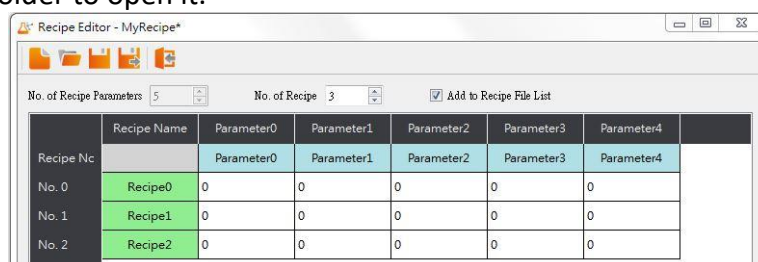 older to open it.
Recipe Editor - MyRecipe*
No. of Recipe Parameters 5 No. of Recipe 3 Add to Recipe File List
Recipe Name Parameter0 Parameter1 Parameter2 Parameter3 Parameter4
Recipe Nc Parameter0 Parameter1 Parameter2 Parameter3 Parameter4
No. 0 Recipe0 0 0 0 0 0
No. 1 Recipe1 0 0 0 0 0
No. 2 Recipe2 0 0 0 0 0